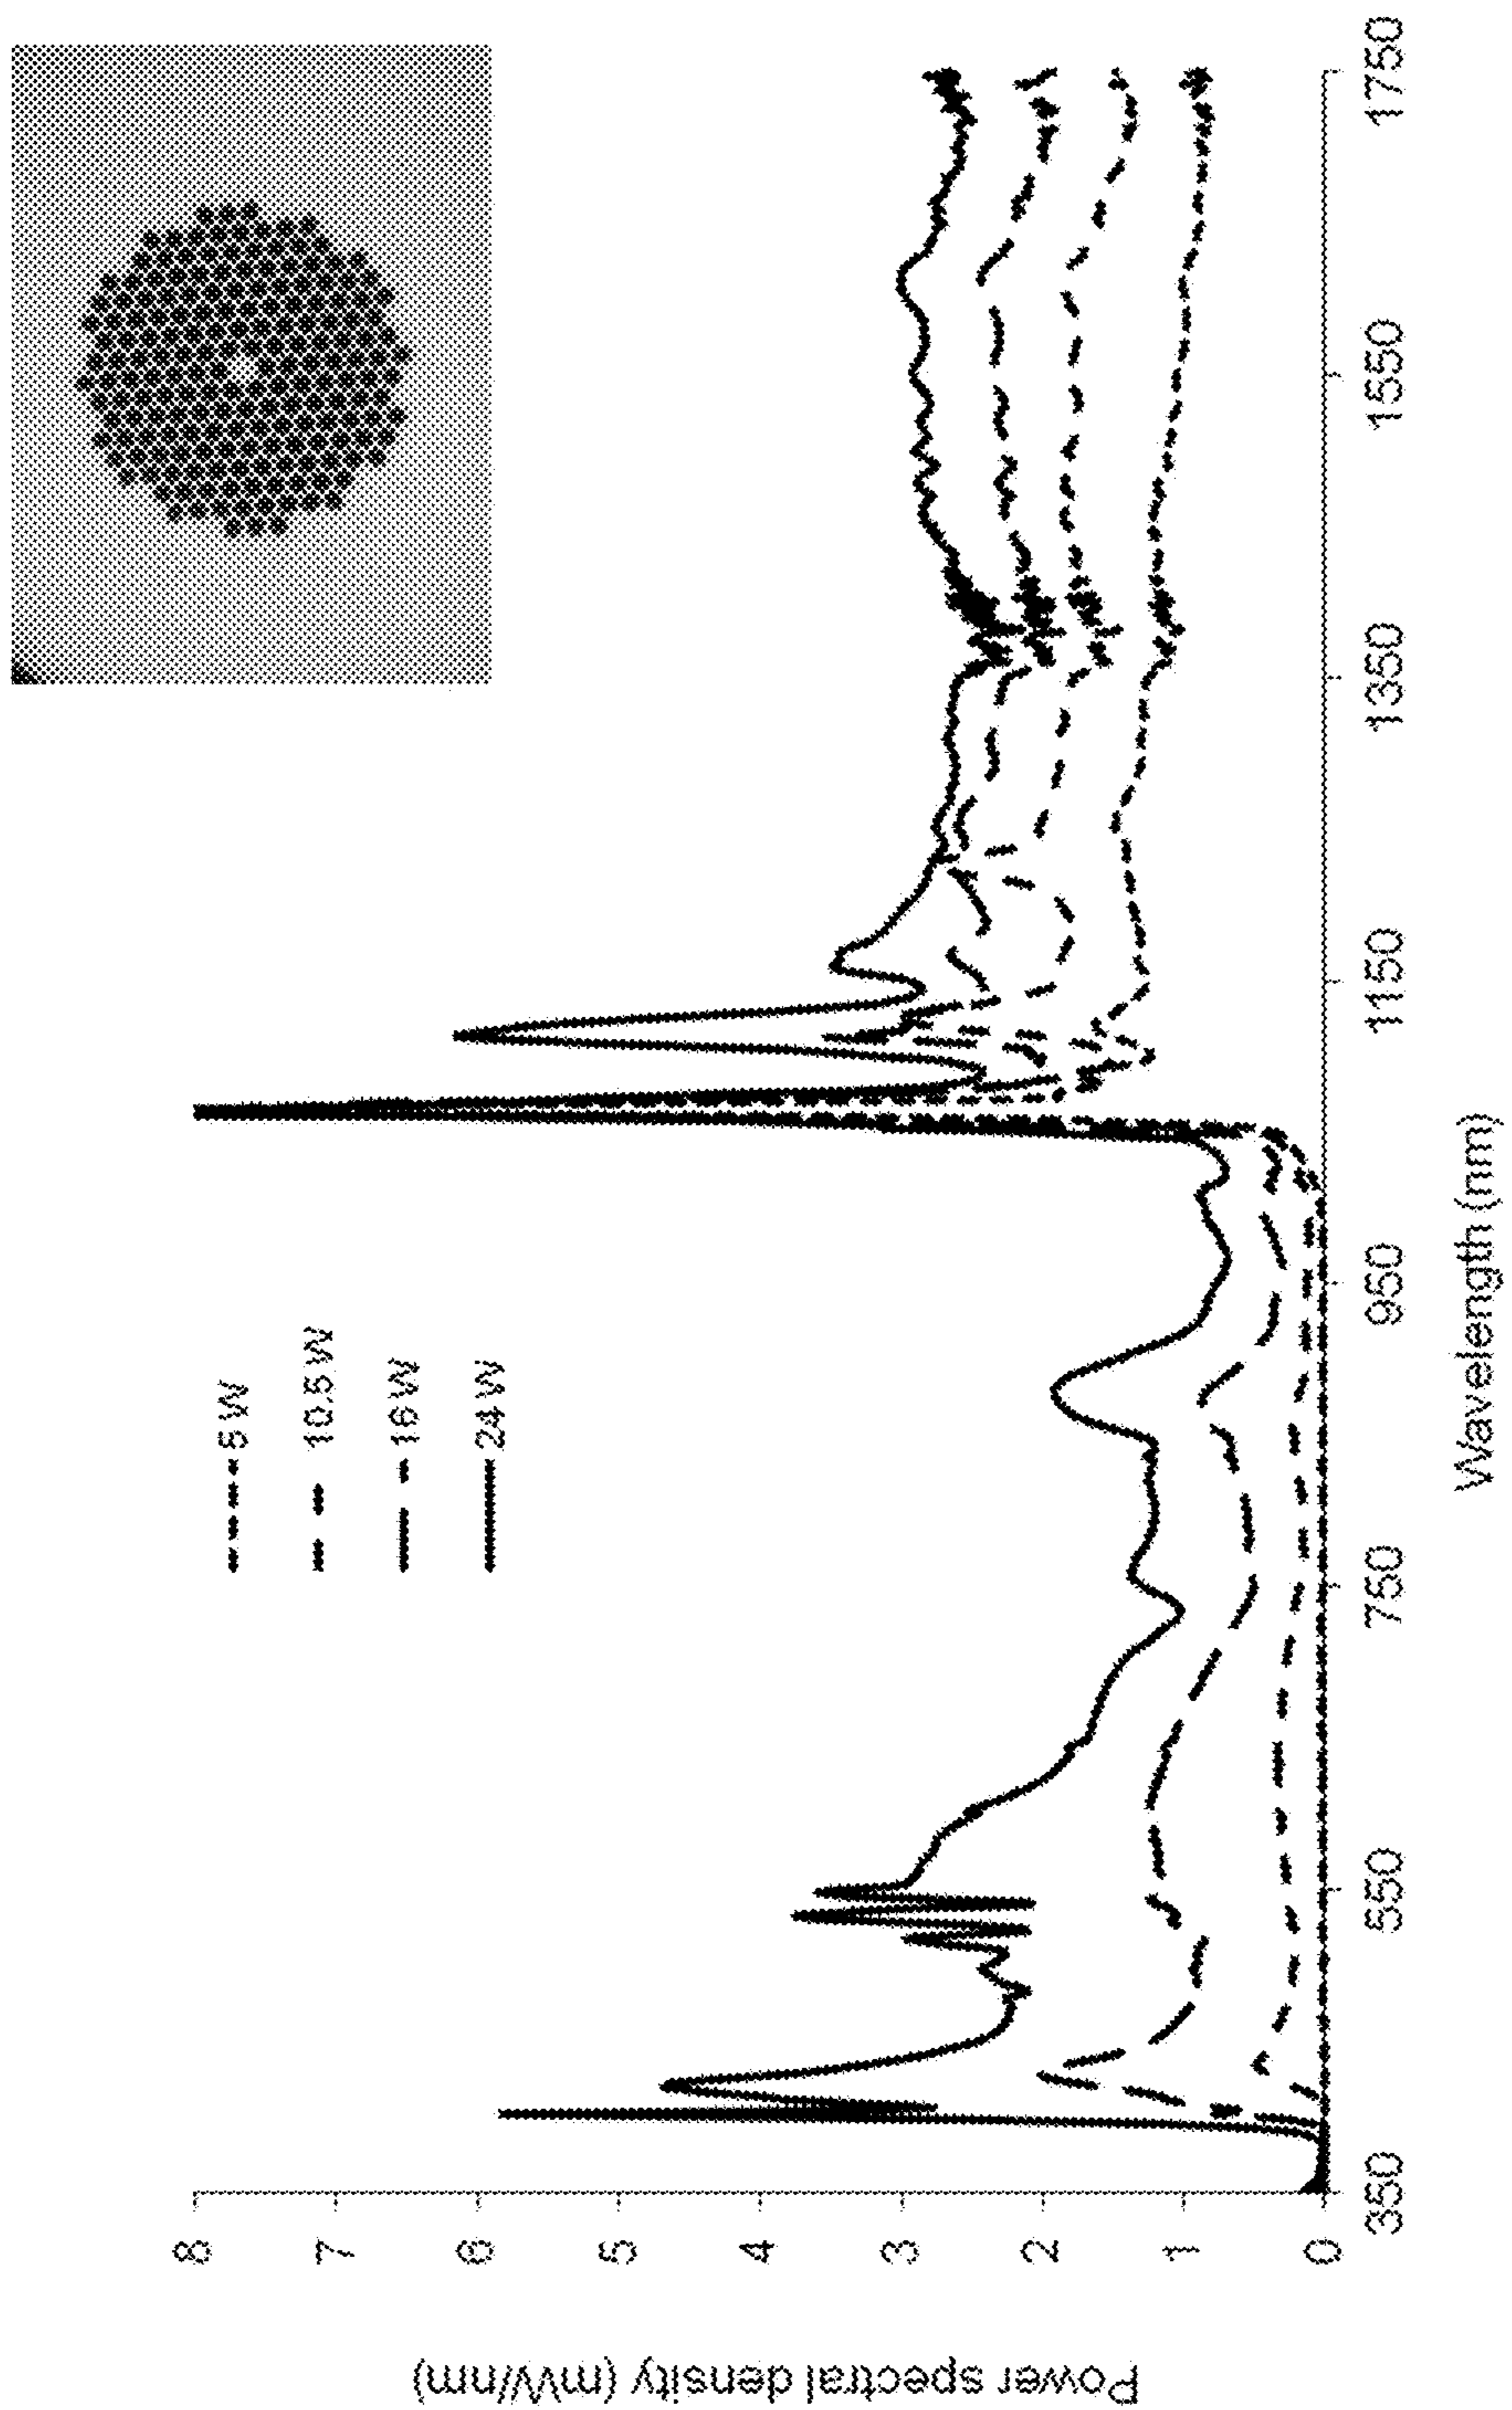 Power spectral density (mW/nm)
8
7
6
5
4
3
2
1
0
5 W
10.5 W
16 W
24 W
350
550
750
950
1150
1350
1550
1750
Wavelength (nm)